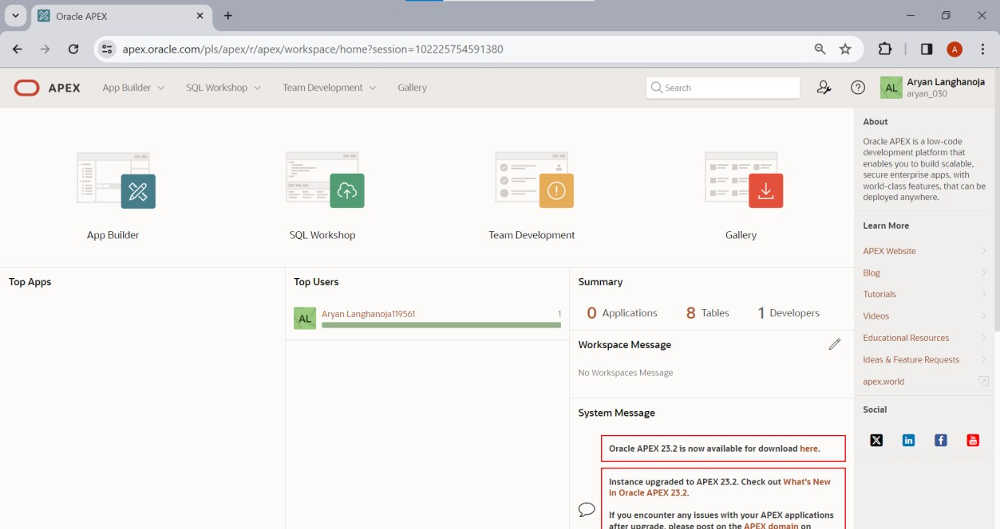 Oracle APEX
apex.oracle.com/pls/apex/r/apex/workspace/home?session=102225754591380
A
APEX
App Builder
SQL Workshop
Team Development
Gallery
Search
AL
Aryan Langhanoja
aryan_030
App Builder
SQL Workshop
Team Development
Gallery
Top Apps
Top Users
AL
Aryan Langhanoja119561
1
Summary
0 Applications
8 Tables
1 Developers
Workspace Message
No Workspaces Message
System Message
Oracle APEX 23.2 is now available for download here.
Instance upgraded to APEX 23.2. Check out What's New
in Oracle APEX 23.2.
If you encounter any issues with your APEX applications
after upgrade, please post on the APEX domain on
About
Oracle APEX is a low-code
development platform that
enables you to build scalable,
secure enterprise apps, with
world-class features, that can be
deployed anywhere.
Learn More
APEX Website
Blog
Tutorials
Videos
Educational Resources
Ideas & Feature Requests
apex.world
Social
X
in
f